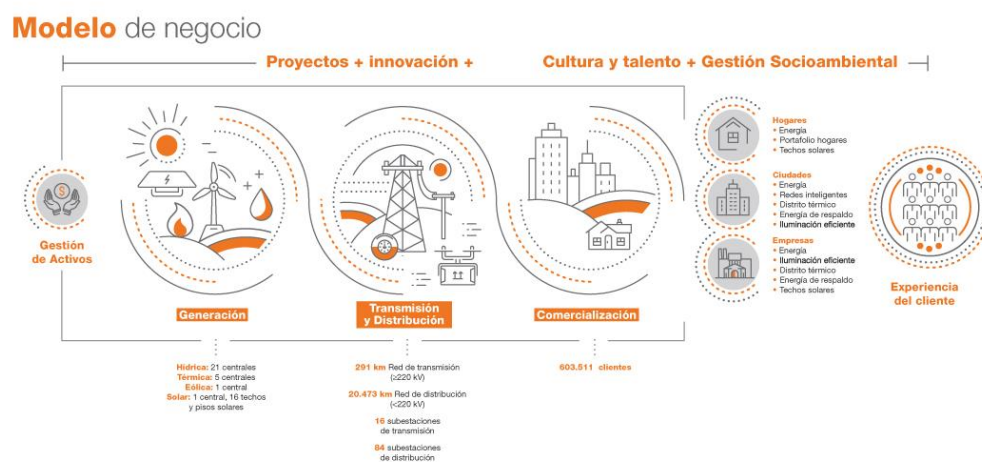 Modelo de negocio
Proyectos + innovación +
Cultura y talento + Gestión Socioambiental
Gestión
de Activos
Generación
Hídrica: 21 centrales
Térmica: 5 centrales
Eólica: 1 central
Solar: 1 central, 16 techos
y pisos solares
Transmisión
y Distribución
291 km Red de transmisión
(≥220 kV)
20.473 km Red de distribución
(<220 kV)
16 subestaciones
de transmisión
84 subestaciones
de distribución
Comercialización
603.511 clientes
Hogares
• Energía
• Portafolio hogares
• Techos solares
Ciudades
• Energía
• Redes inteligentes
• Distrito térmico
• Energía de respaldo
• Iluminación eficiente
Empresas
• Energía
• Iluminación eficiente
• Distrito térmico
• Energía de respaldo
• Techos solares
Experiencia
del cliente